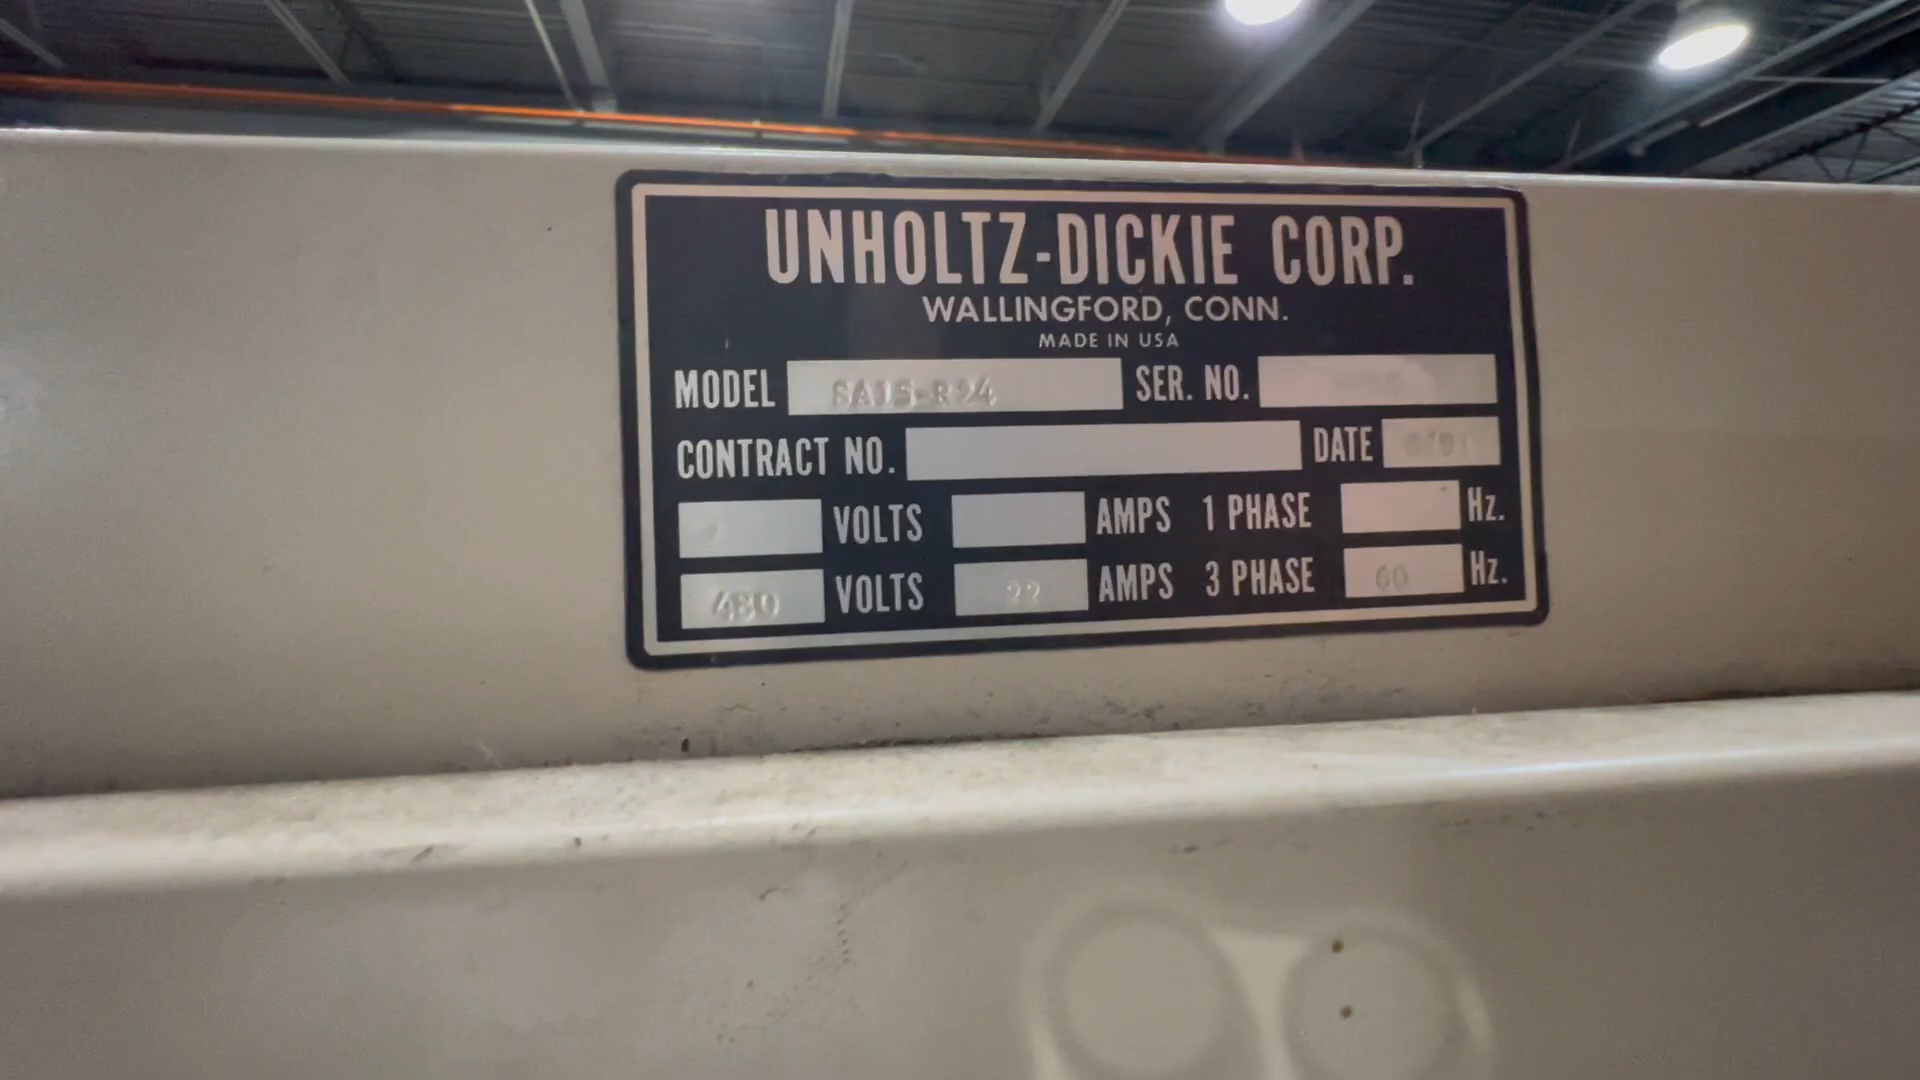 UNHOLTZ-DICKIE CORP.
WALLINGFORD, CONN.
MADE IN USA
MODEL SA15-R24 SER. NO.
CONTRACT NO. DATE
VOLTS AMPS 1 PHASE Hz.
480 VOLTS 22 AMPS 3 PHASE 60 Hz.